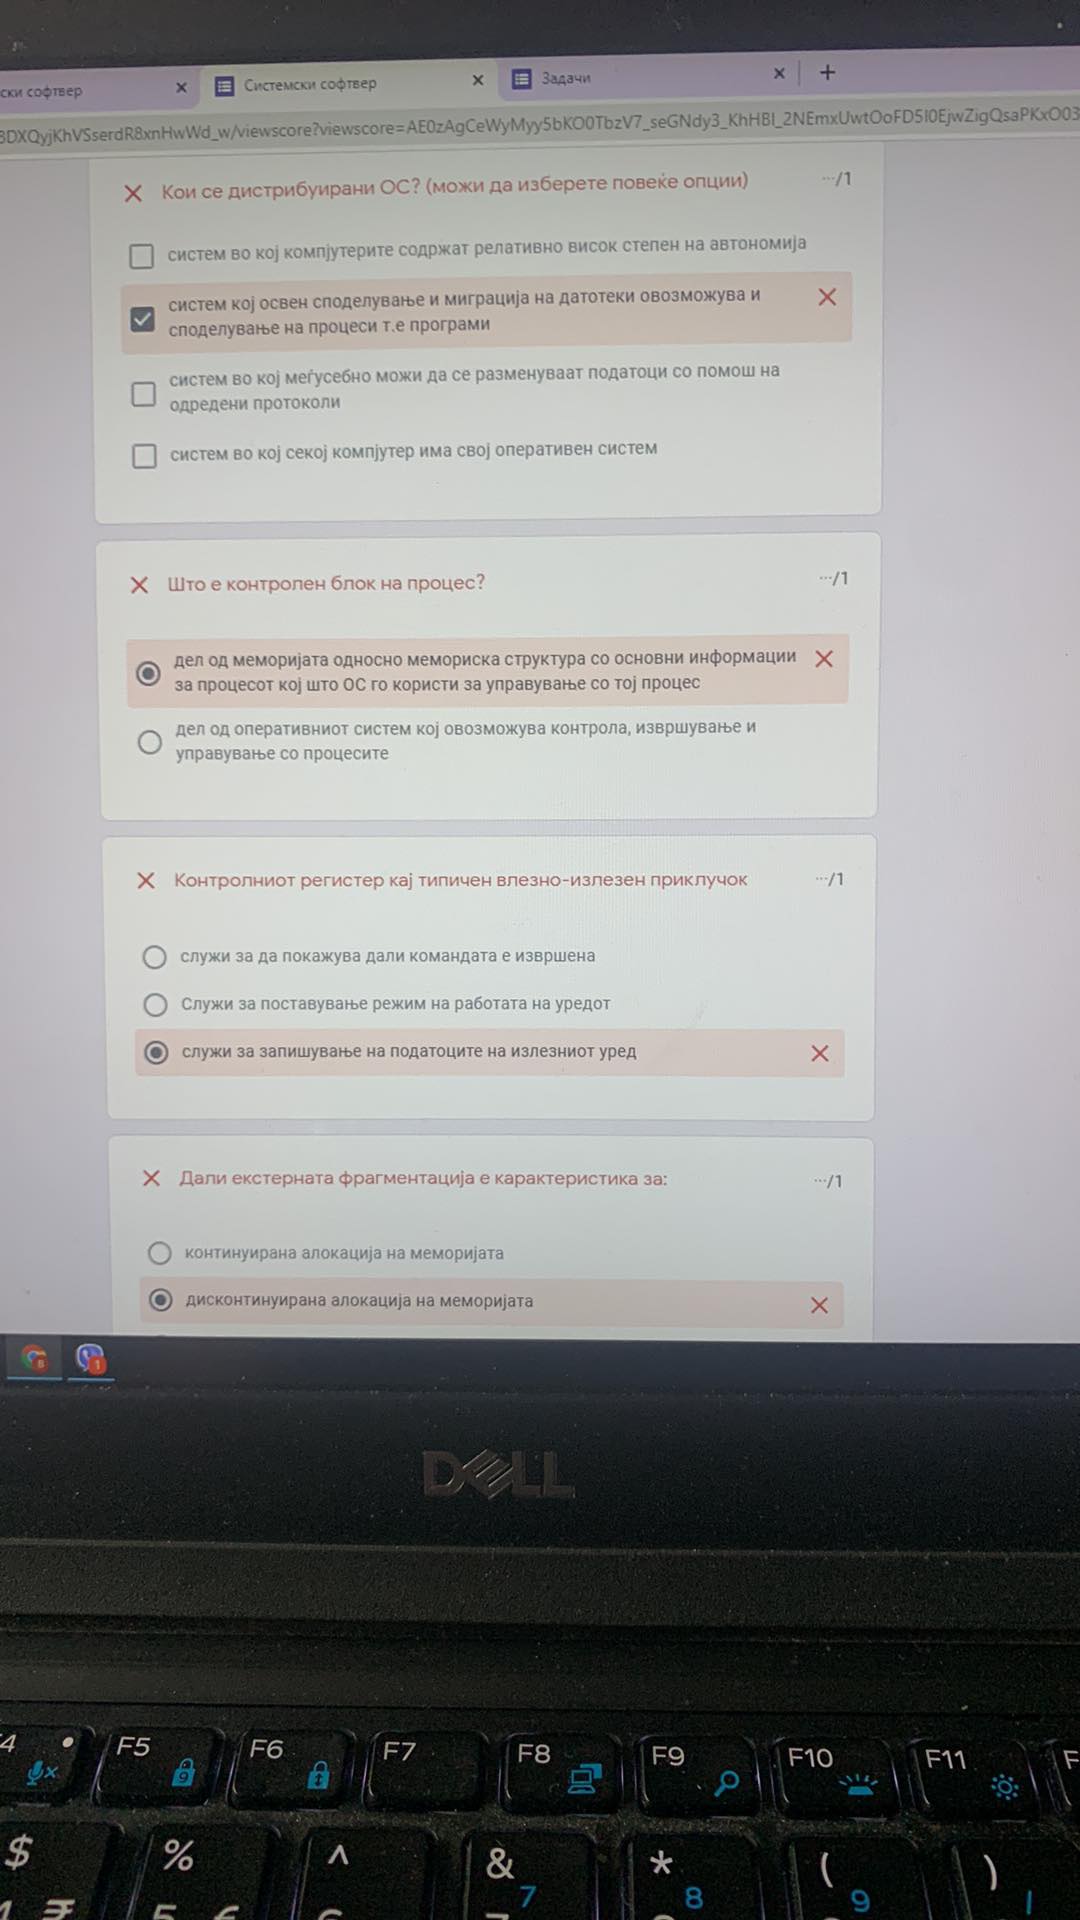 ски софтвер
Системски софтвер
Задачи
3DXQyjKhVSserdR8xnHwWd_w/viewscore?viewscore=AE0zAgCeWyMyy5bKO0TbzV7_seGNdy3_KhHBI_2NEmxUwtOoFD5I0EjwZigQsaPKxO03
Кои се дистрибуирани ОС? (можи да изберете повеќе опции)
···/1
систем во кој компјутерите содржат релативно висок степен на автономија
систем кој освен споделување и миграција на датотеки овозможува и
споделување на процеси т.е програми
систем во кој меѓусебно можи да се разменуваат податоци со помош на
одредени протоколи
систем во кој секој компјутер има свој оперативен систем
Што е контролен блок на процес?
···/1
дел од меморијата односно мемориска структура со основни информации
за процесот кој што ОС го користи за управување со тој процес
дел од оперативниот систем кој овозможува контрола, извршување и
управување со процесите
Контролниот регистер кај типичен влезно-излезен приклучок
···/1
служи за да покажува дали командата е извршена
Служи за поставување режим на работата на уредот
служи за запишување на податоците на излезниот уред
Дали екстерната фрагментација е карактеристика за:
···/1
континуирана алокација на меморијата
дисконтинуирана алокација на меморијата
1
DELL
F5
F6
F7
F8
F9
F10
F11
$
%
^
&
*
(
)
7
8
9